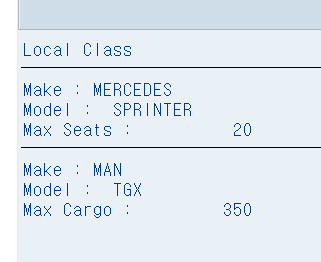 Local Class
Make : MERCEDES
Model :  SPRINTER
Max Seats :          20
Make : MAN
Model :  TGX
Max Cargo :         350